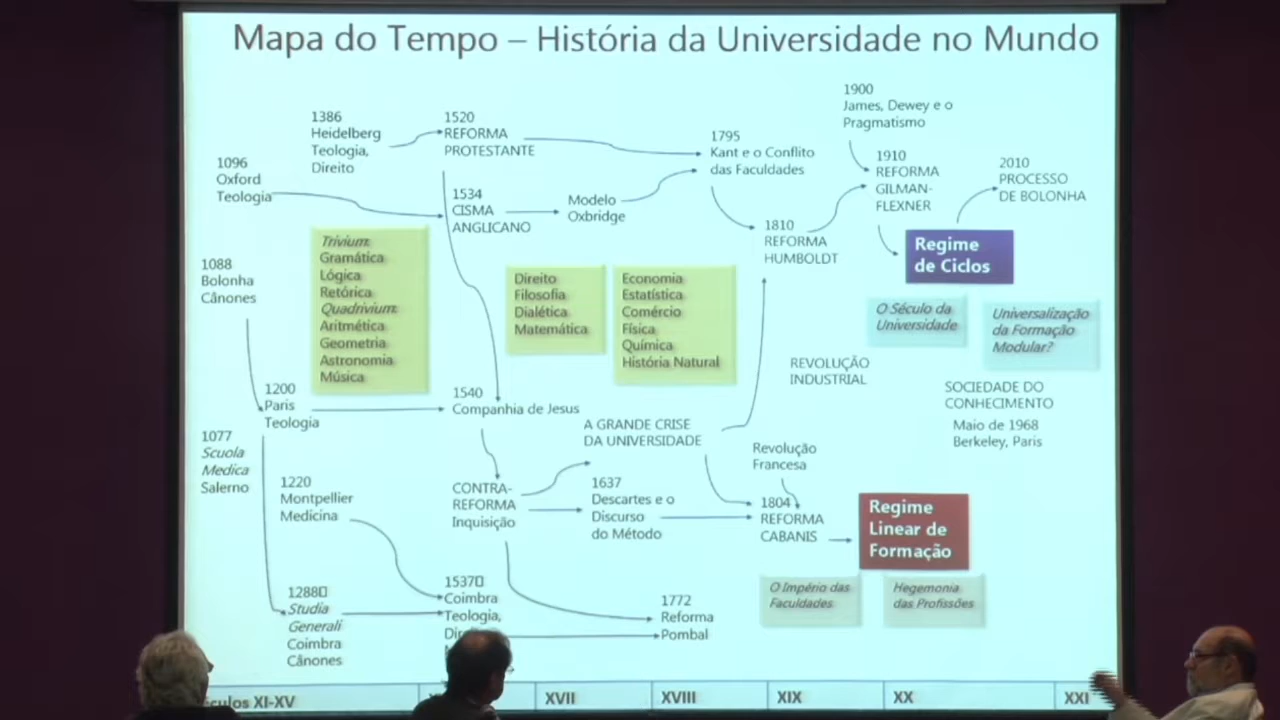 Mapa do Tempo – História da Universidade no Mundo
1386
Heidelberg
Teologia,
Direito
1520
REFORMA
PROTESTANTE
1795
Kant e o Conflito
das Faculdades
1900
James, Dewey e o
Pragmatismo
1910
REFORMA
GILMAN-
FLEXNER
2010
PROCESSO
DE BOLONHA
1096
Oxford
Teologia
1534
CISMA
ANGLICANO
Modelo
Oxbridge
1810
REFORMA
HUMBOLDT
Regime
de Ciclos
1088
Bolonha
Cânones
Trivium:
Gramática
Lógica
Retórica
Quadrivium:
Aritmética
Geometria
Astronomia
Música
Direito
Filosofia
Dialética
Matemática
Economia
Estatística
Comércio
Física
Química
História Natural
O Século da
Universidade
Universalização
da Formação
Modular?
REVOLUÇÃO
INDUSTRIAL
SOCIEDADE DO
CONHECIMENTO
Maio de 1968
Berkeley, Paris
1200
Paris
Teologia
1540
Companhia de Jesus
A GRANDE CRISE
DA UNIVERSIDADE
Revolução
Francesa
1077
Scuola
Medica
Salerno
1220
Montpellier
Medicina
CONTRA-
REFORMA
Inquisição
1637
Descartes e o
Discurso
do Método
1804
REFORMA
CABANIS
Regime
Linear de
Formação
O Império das
Faculdades
Hegemonia
das Profissões
1288
Studia
Generali
Coimbra
Cânones
1537
Coimbra
Teologia,
1772
Reforma
Pombal
XI-XV
XVII
XVIII
XIX
XX
XXI